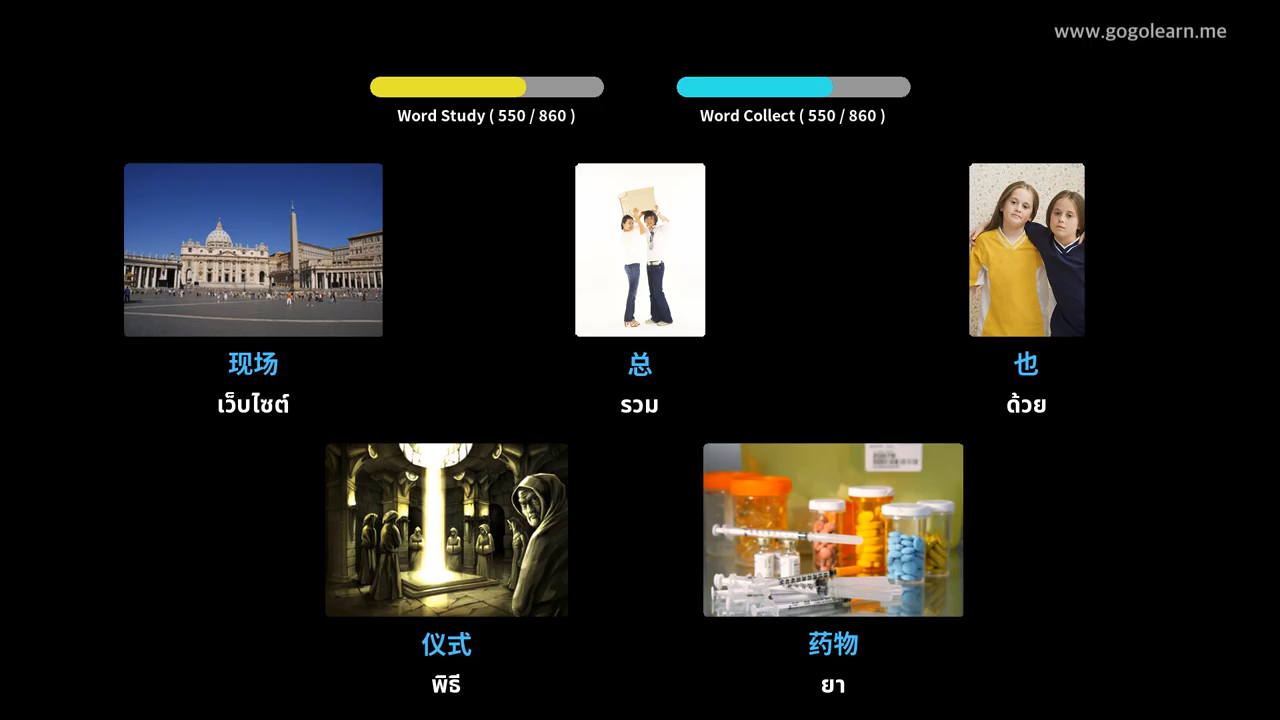 www.gogolearn.me
Word Study ( 550 / 860 )
Word Collect ( 550 / 860 )
现场
เว็บไซต์
总
รวม
也
ด้วย
仪式
พิธี
药物
ยา